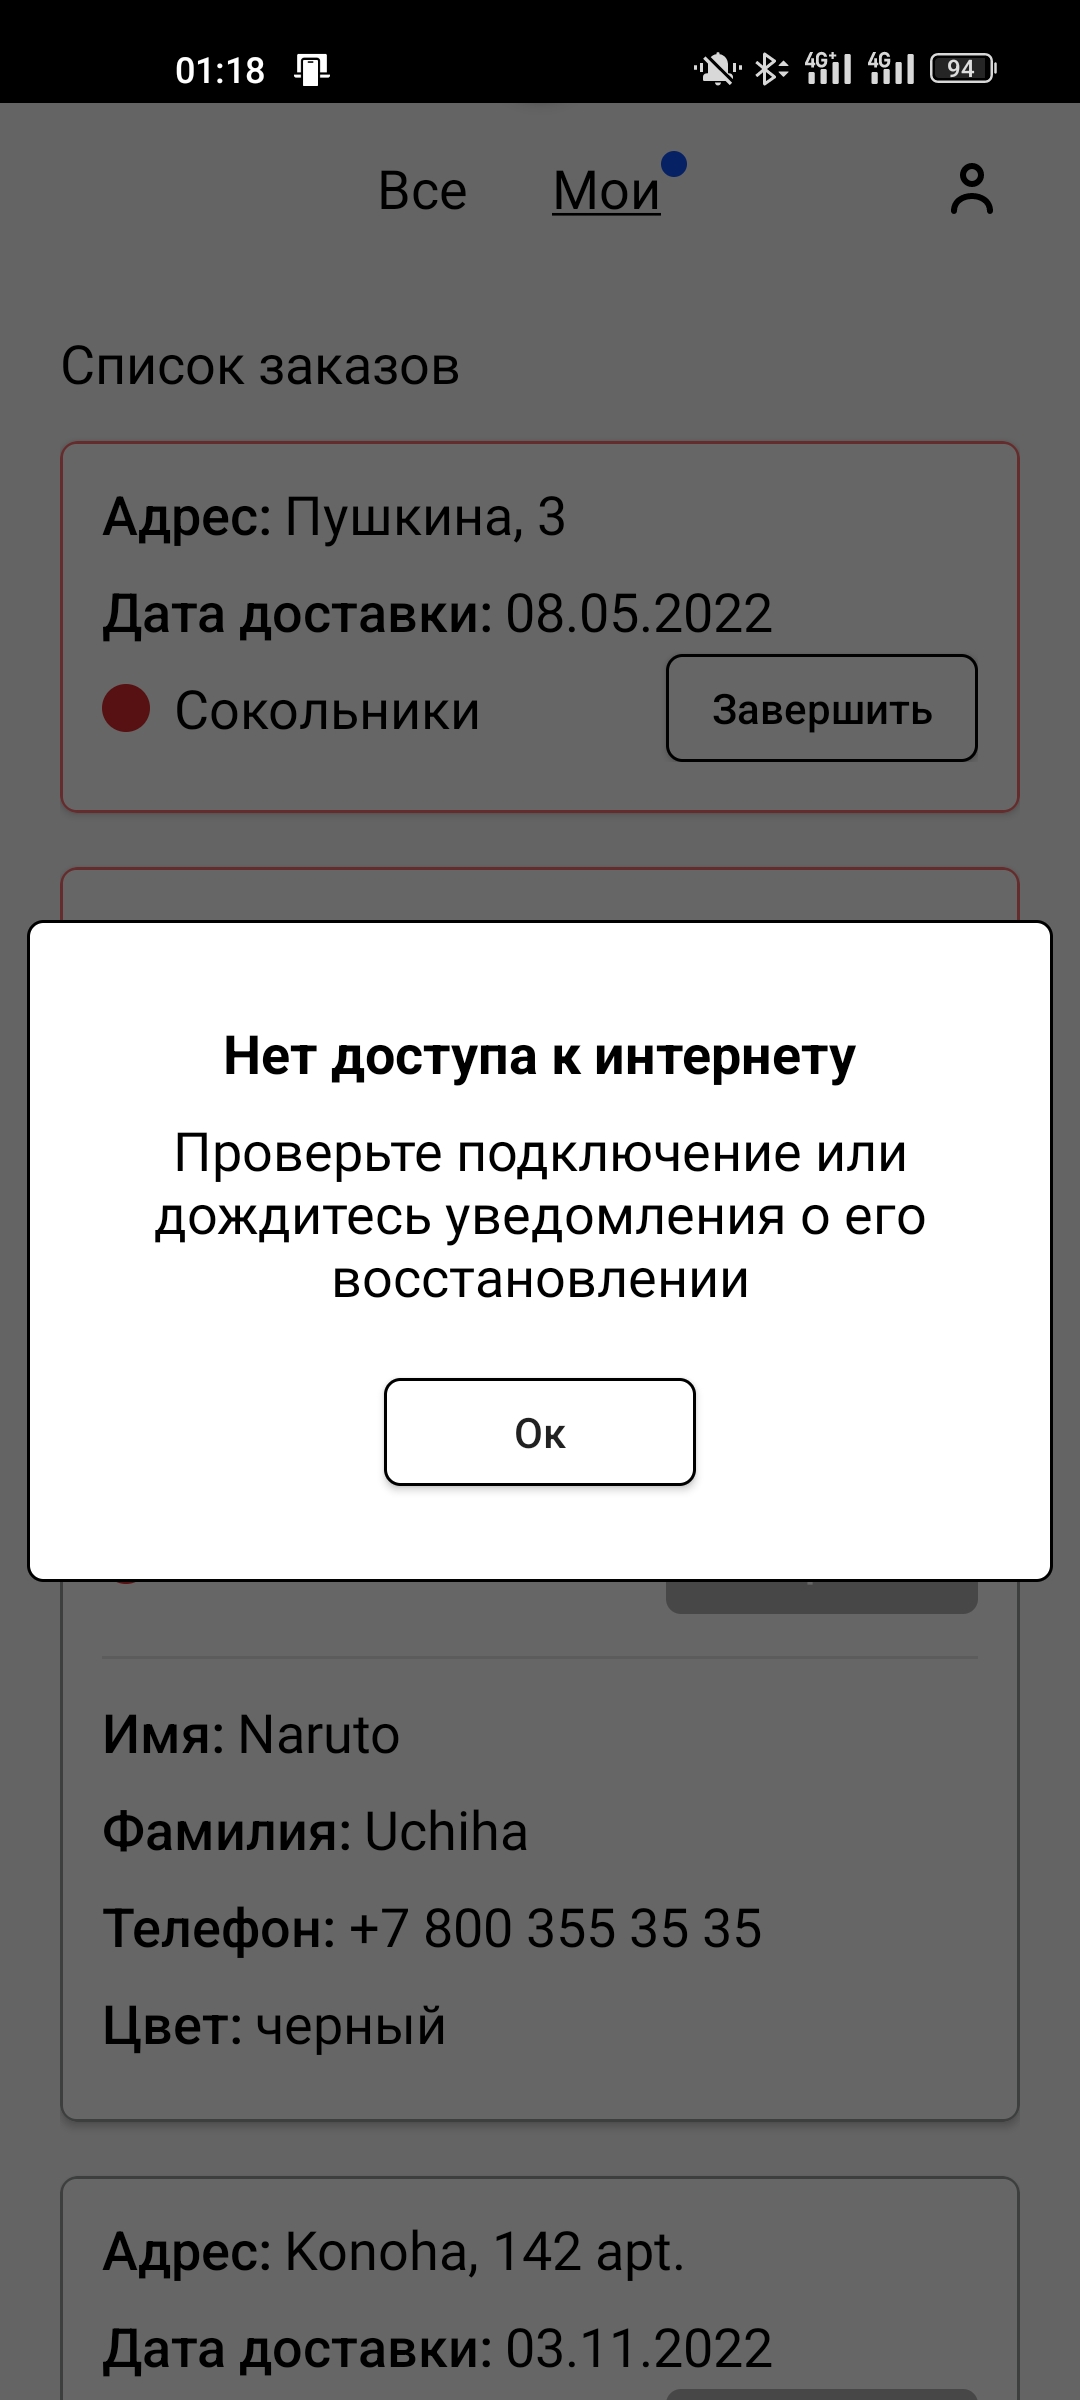 01:18 4G+ 4G 94
Все Мои
Список заказов
Адрес: Пушкина, 3
Дата доставки: 08.05.2022
Сокольники Завершить
Нет доступа к интернету
Проверьте подключение или
дождитесь уведомления о его
восстановлении
Ок
Имя: Naruto
Фамилия: Uchiha
Телефон: +7 800 355 35 35
Цвет: черный
Адрес: Konoha, 142 apt.
Дата доставки: 03.11.2022